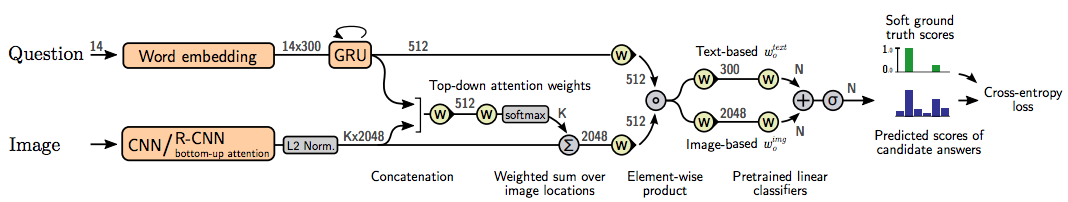 Question
14
Word embedding
14x300
GRU
512
w
Text-based w_o^text
w
300
w
N
Soft ground
truth scores
1.0
0.0
Top-down attention weights
w
512
w
softmax
K
512
512
+
σ
N
Cross-entropy
loss
Image
CNN/R-CNN
bottom-up attention
L2 Norm.
Kx2048
Σ
2048
w
w
2048
w
N
Image-based w_o^img
Predicted scores of
candidate answers
Concatenation
Weighted sum over
image locations
Element-wise
product
Pretrained linear
classifiers